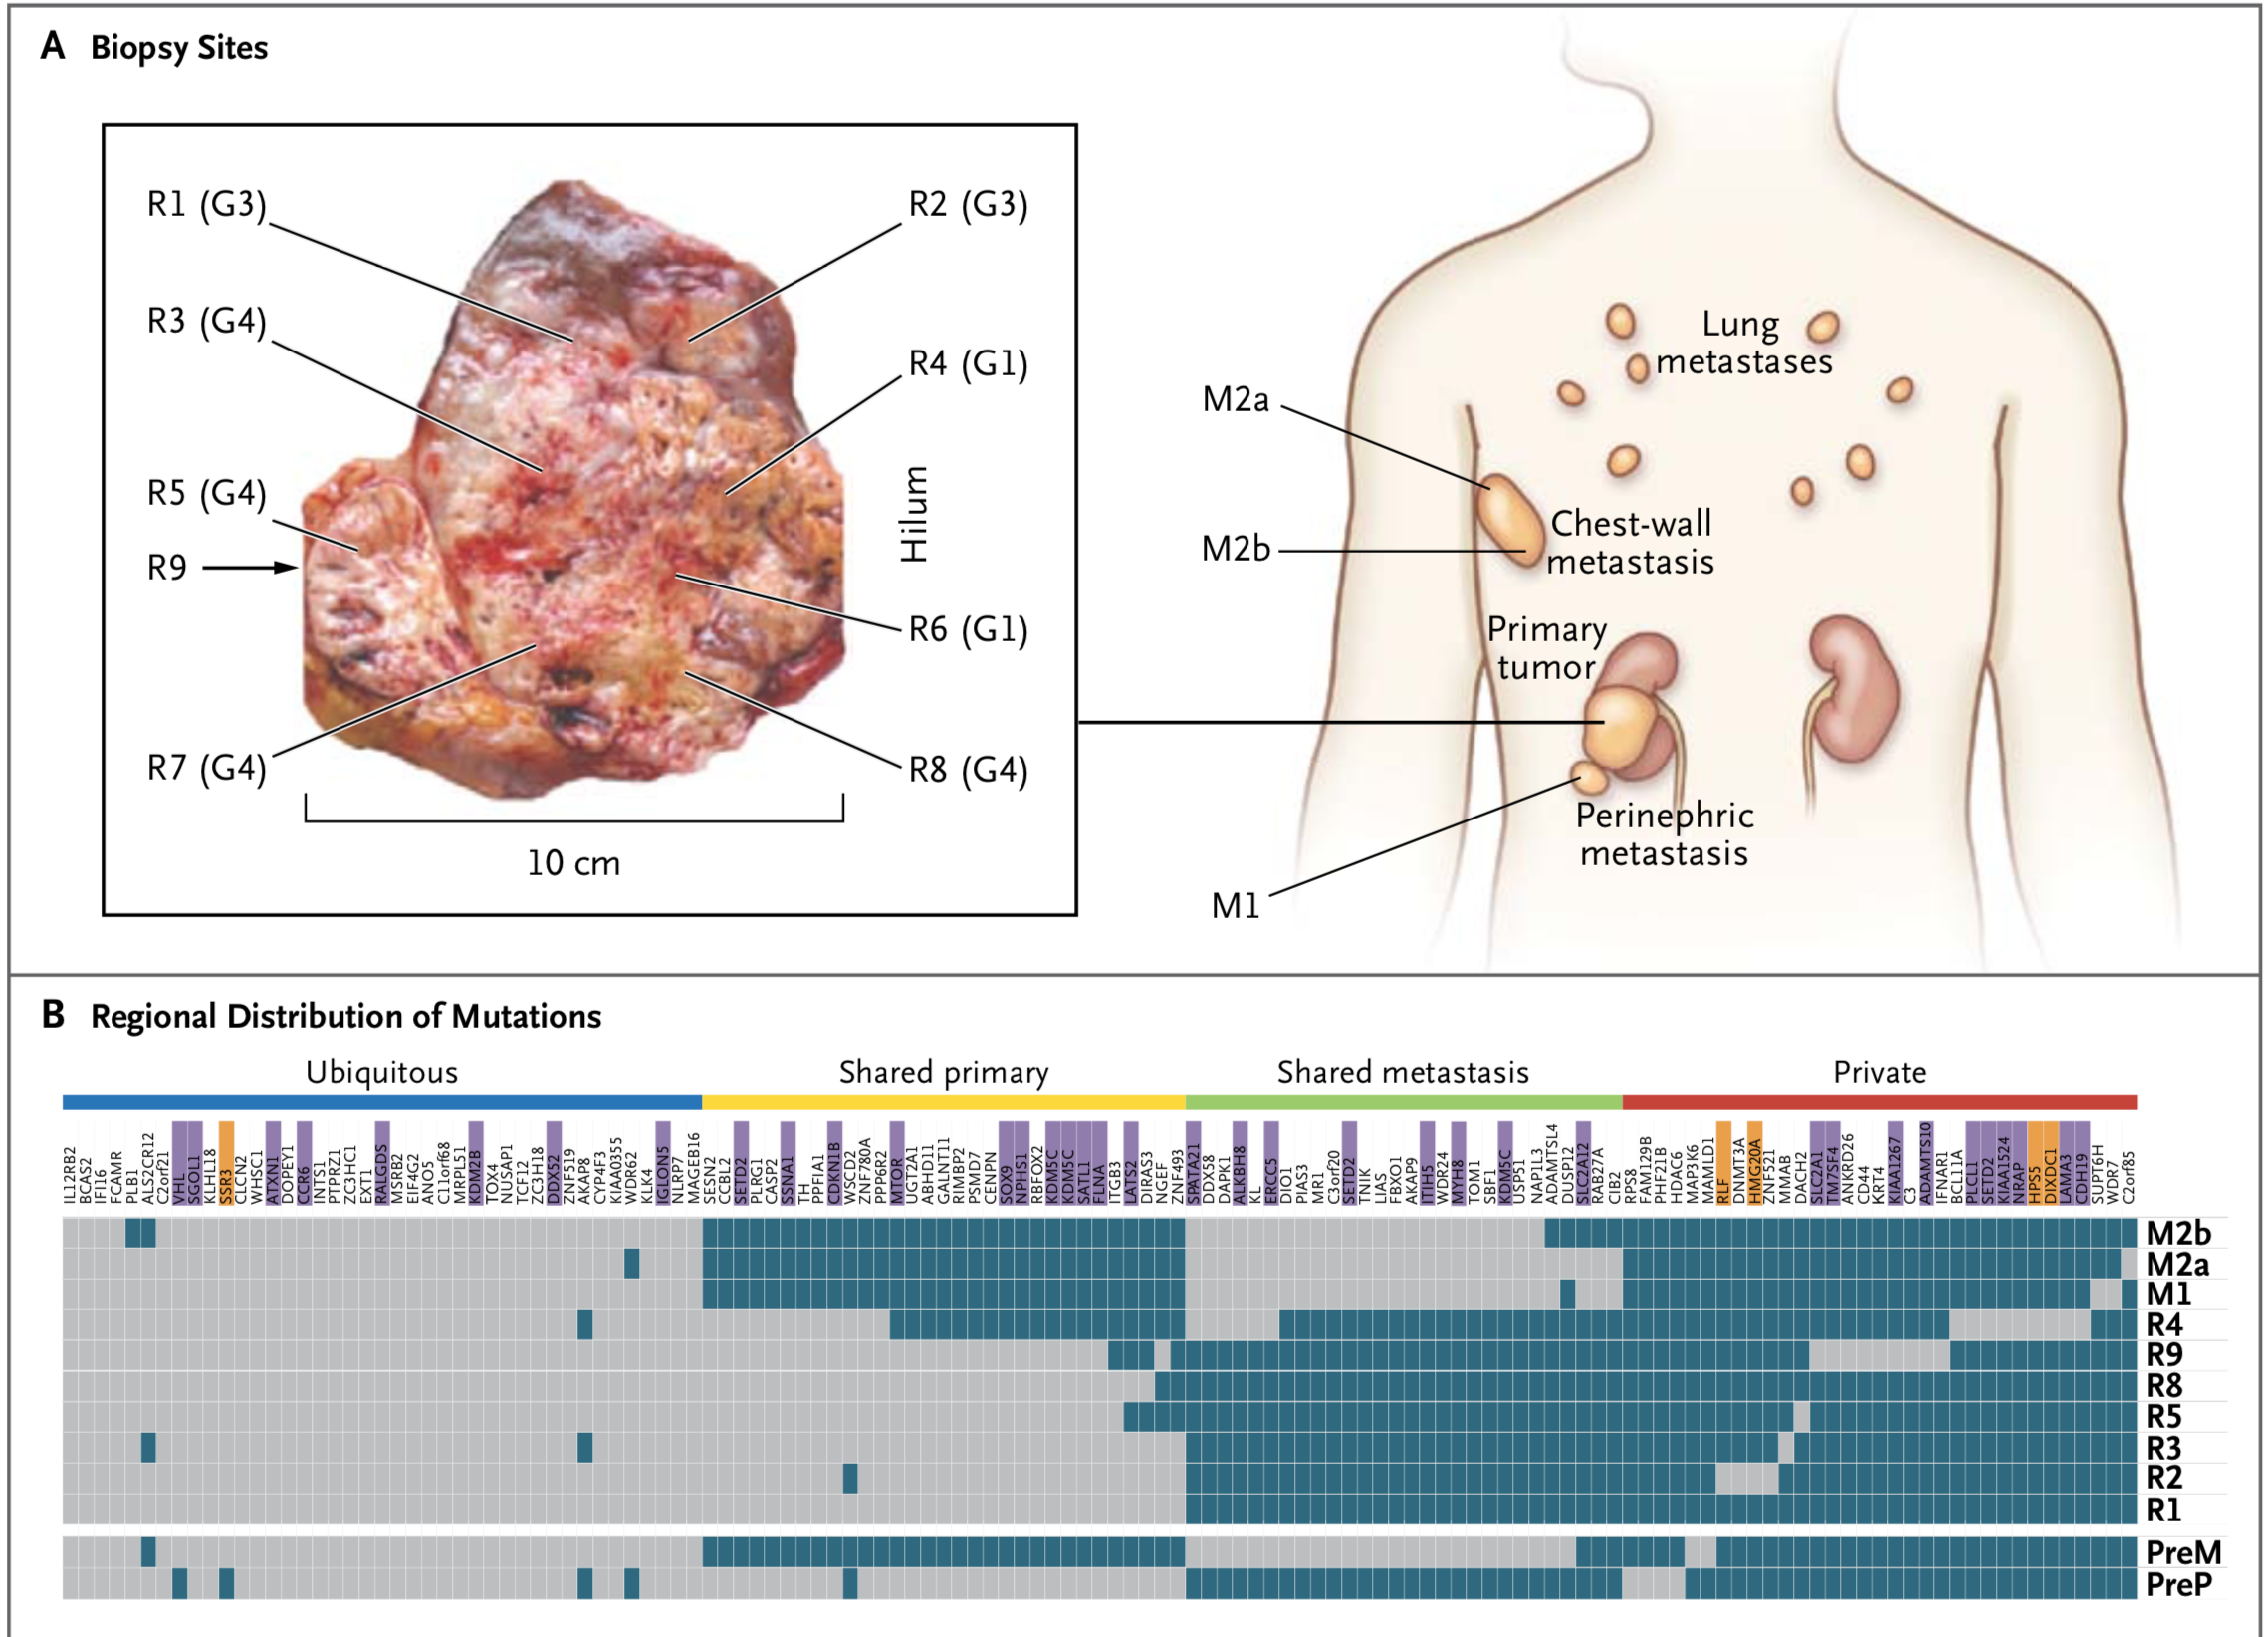 A Biopsy Sites
R1 (G3)
R2 (G3)
R3 (G4)
R4 (G1)
R5 (G4)
R9
Hilum
R6 (G1)
R7 (G4)
R8 (G4)
10 cm
Lung
metastases
M2a
M2b
Chest-wall
metastasis
Primary
tumor
Perinephric
metastasis
M1
B Regional Distribution of Mutations
Ubiquitous
Shared primary
Shared metastasis
Private
IL12RB2
BCAS2
IFI16
FCAMR
PLB1
ALS2CR12
C2orf21
VHL
SGOL1
KLHL18
SSR3
CLCN2
WHSC1
ATXN1
DOPEY1
CCR6
INTS1
PTPRZ1
ZC3HC1
EXT1
RALGDS
MSRB2
EIF4G2
ANO5
C11orf68
MRPL51
KDM2B
TOX4
NUSAP1
TCF12
ZC3H18
DDX52
ZNF519
AKAP8
CYP4F3
KIAA0355
WDR62
KLK4
IGLON5
NLRP7
MAGEB16
SESN2
CCBL2
SETD2
PLRG1
CASP2
SSNA1
TH
PPFIA1
CDKN1B
WSCD2
ZNF780A
PPP6R2
MTOR
UGT2A1
ABHD11
GALNT11
RIMBP2
PSMD7
CENPN
SOX9
NPHS1
RBFOX2
KDM5C
KDM5C
SATL1
FLNA
ITGB3
LATS2
DIRAS3
NGEF
ZNF493
SPATA21
DDX58
DAPK1
ALKBH8
KL
ERCC5
DIO1
PIAS3
MR1
C3orf20
SETD2
TNIK
LIAS
FBXO1
AKAP9
ITIH5
WDR24
MYH8
TOM1
SBF1
KDM5C
USP51
NAP1L3
ADAMTSL4
DUSP12
SLC2A12
RAB27A
CIB2
RPS8
FAM129B
PHF21B
HDAC6
MAP3K6
MAMLD1
RLF
DNMT3A
HMG20A
ZNF521
MMAB
DACH2
SLC2A1
TM7SF4
ANKRD26
CD44
KRT4
KIAA1267
C3
ADAMTS10
IFNAR1
BCL11A
PLCL1
SETD2
KIAA1524
NRAP
HPS5
DIXDC1
LAMA3
CDH19
SUPT6H
WDR7
C2orf85
M2b
M2a
M1
R4
R9
R8
R5
R3
R2
R1
PreM
PreP